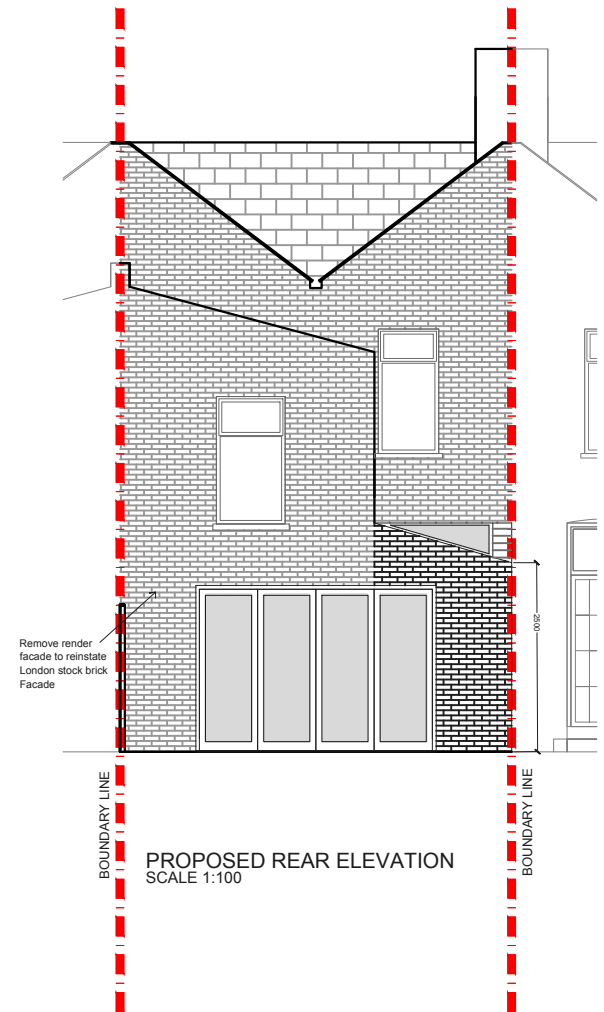 2500
Remove render
facade to reinstate
London stock brick
Facade
BOUNDARY LINE
BOUNDARY LINE
PROPOSED REAR ELEVATION
SCALE 1:100